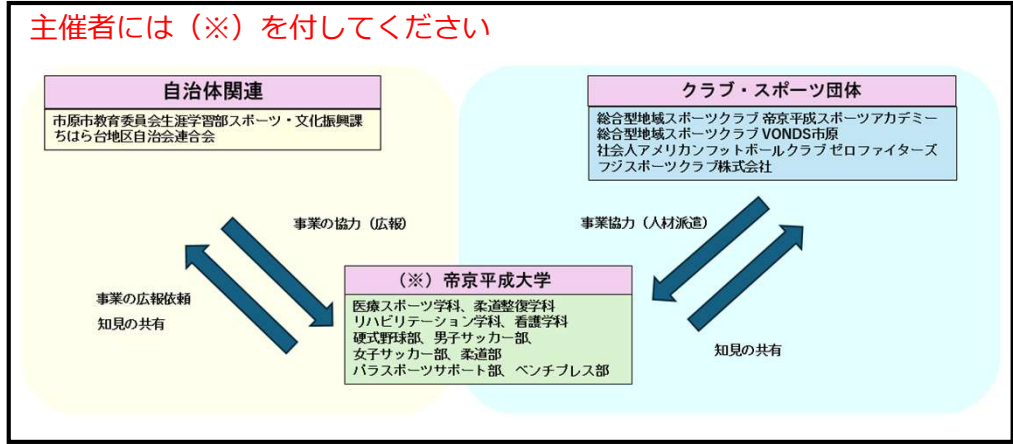 主催者には（※）を付してください
自治体関連
市原市教育委員会生涯学習部スポーツ・文化振興課
ちはら台地区自治会連合会
クラブ・スポーツ団体
総合型地域スポーツクラブ 帝京平成スポーツアカデミー
総合型地域スポーツクラブ VONDS市原
社会人アメリカンフットボールクラブ ゼロファイターズ
フジスポーツクラブ株式会社
事業の協力（広報）
事業協力（人材派遣）
事業の広報依頼
知見の共有
（※）帝京平成大学
医療スポーツ学科、柔道整復学科
リハビリテーション学科、看護学科
硬式野球部、男子サッカー部、
女子サッカー部、柔道部
パラスポーツサポート部、ベンチプレス部
知見の共有